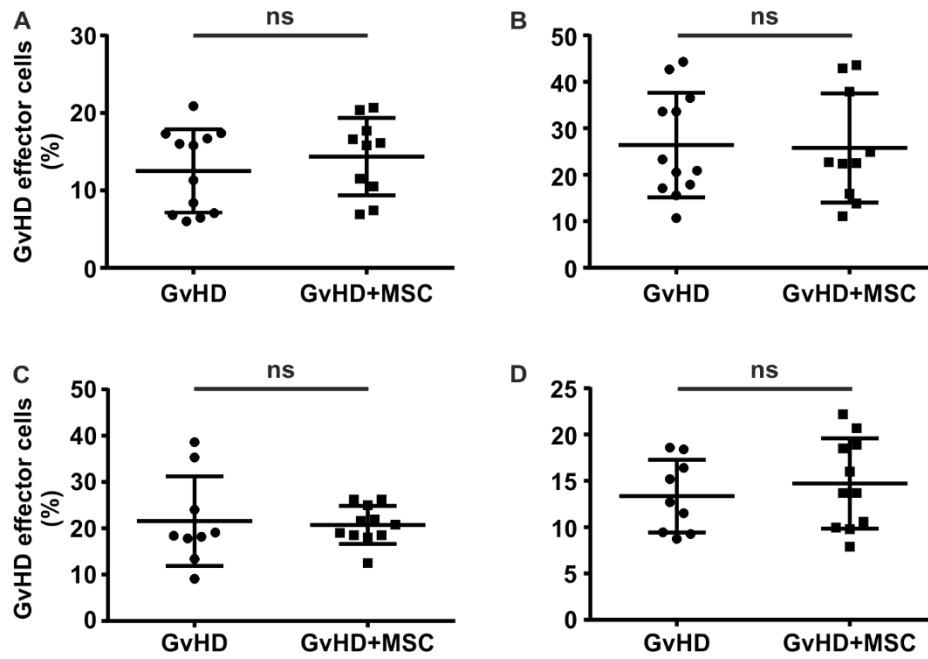 A
ns
GvHD effector cells
(%)
30
20
10
0
GvHD
GvHD+MSC
B
ns
50
40
30
20
10
0
GvHD
GvHD+MSC
C
ns
GvHD effector cells
(%)
50
40
30
20
10
0
GvHD
GvHD+MSC
D
ns
25
20
15
10
5
0
GvHD
GvHD+MSC